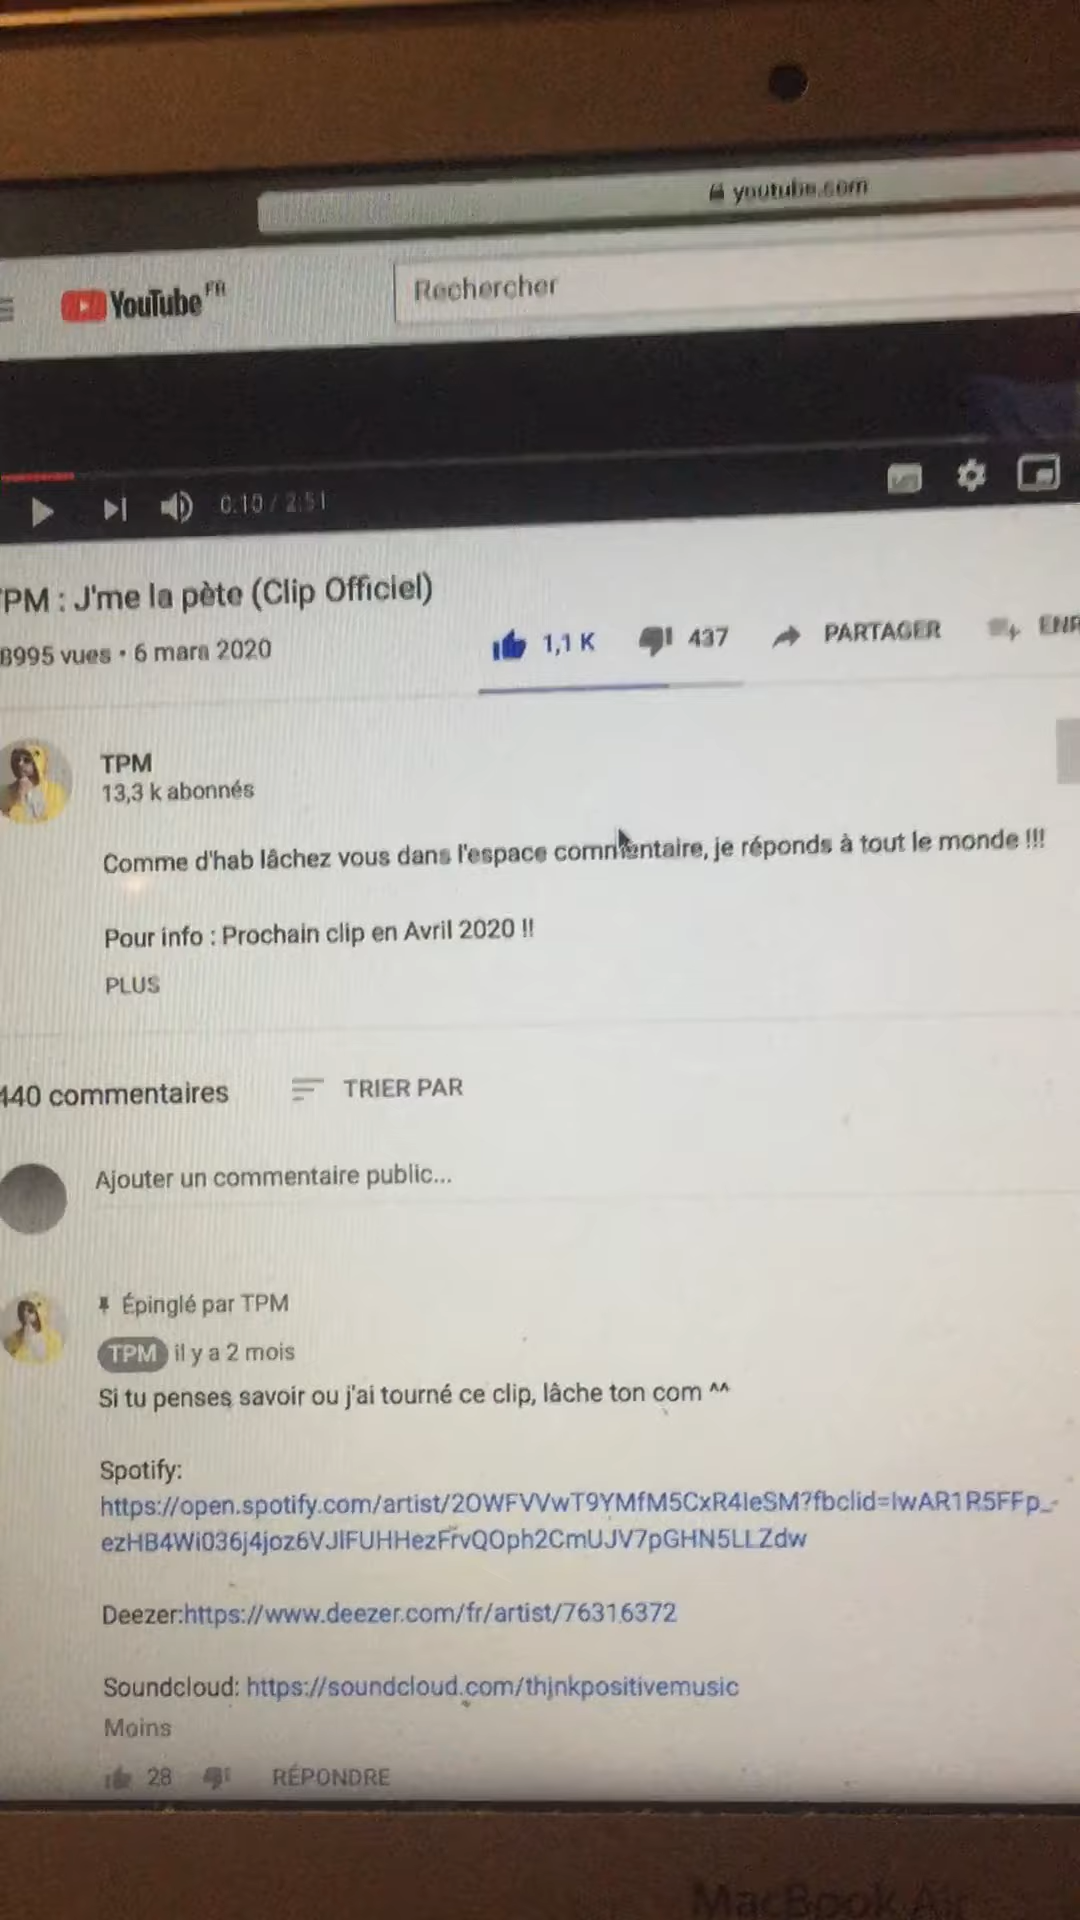 youtube.com
YouTube FR
Rechercher
0:10 / 2:51
PM : J'me la pète (Clip Officiel)
8995 vues • 6 mars 2020
1,1 K
437
PARTAGER
ENR
TPM
13,3 k abonnés
Comme d'hab lâchez vous dans l'espace commentaire, je réponds à tout le monde !!!
Pour info : Prochain clip en Avril 2020 !!
PLUS
440 commentaires
TRIER PAR
Ajouter un commentaire public...
Épinglé par TPM
TPM il y a 2 mois
Si tu penses savoir ou j'ai tourné ce clip, lâche ton com ^^
Spotify:
https://open.spotify.com/artist/2OWFVVwT9YMfM5CxR4IeSM?fbclid=IwAR1R5FFp_-
ezHB4Wi036j4joz6VJlFUHHezFrvQOph2CmUJV7pGHN5LLZdw
Deezer:https://www.deezer.com/fr/artist/76316372
Soundcloud: https://soundcloud.com/thjnkpositivemusic
Moins
28
RÉPONDRE
MacBook Air